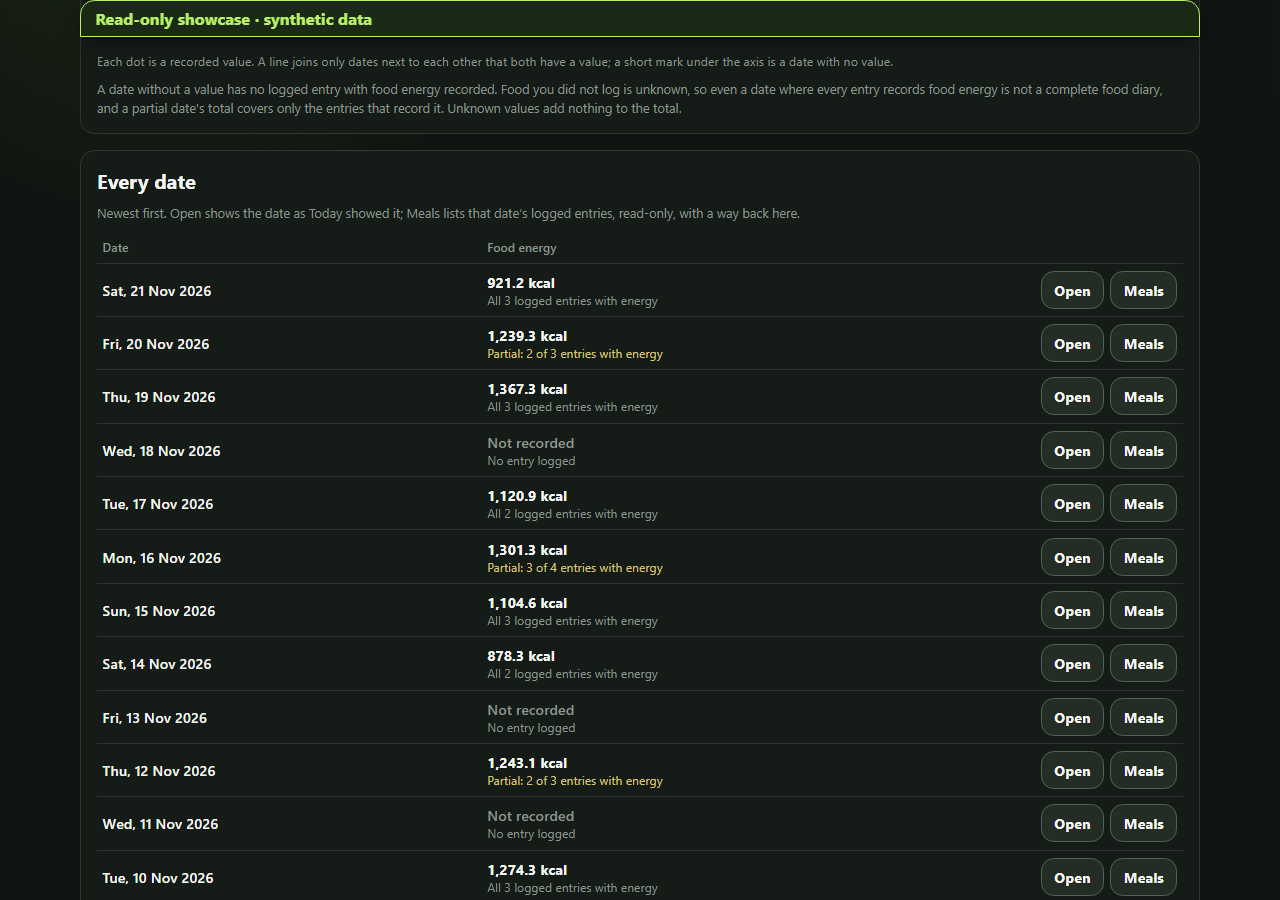 Read-only showcase · synthetic data
Each dot is a recorded value. A line joins only dates next to each other that both have a value; a short mark under the axis is a date with no value.
A date without a value has no logged entry with food energy recorded. Food you did not log is unknown, so even a date where every entry records food energy is not a complete food diary,
and a partial date's total covers only the entries that record it. Unknown values add nothing to the total.
Every date
Newest first. Open shows the date as Today showed it; Meals lists that date's logged entries, read-only, with a way back here.
Date Food energy
Sat, 21 Nov 2026 921.2 kcal Open Meals
All 3 logged entries with energy
Fri, 20 Nov 2026 1,239.3 kcal Open Meals
Partial: 2 of 3 entries with energy
Thu, 19 Nov 2026 1,367.3 kcal Open Meals
All 3 logged entries with energy
Wed, 18 Nov 2026 Not recorded Open Meals
No entry logged
Tue, 17 Nov 2026 1,120.9 kcal Open Meals
All 2 logged entries with energy
Mon, 16 Nov 2026 1,301.3 kcal Open Meals
Partial: 3 of 4 entries with energy
Sun, 15 Nov 2026 1,104.6 kcal Open Meals
All 3 logged entries with energy
Sat, 14 Nov 2026 878.3 kcal Open Meals
All 2 logged entries with energy
Fri, 13 Nov 2026 Not recorded Open Meals
No entry logged
Thu, 12 Nov 2026 1,243.1 kcal Open Meals
Partial: 2 of 3 entries with energy
Wed, 11 Nov 2026 Not recorded Open Meals
No entry logged
Tue, 10 Nov 2026 1,274.3 kcal Open Meals
All 3 logged entries with energy